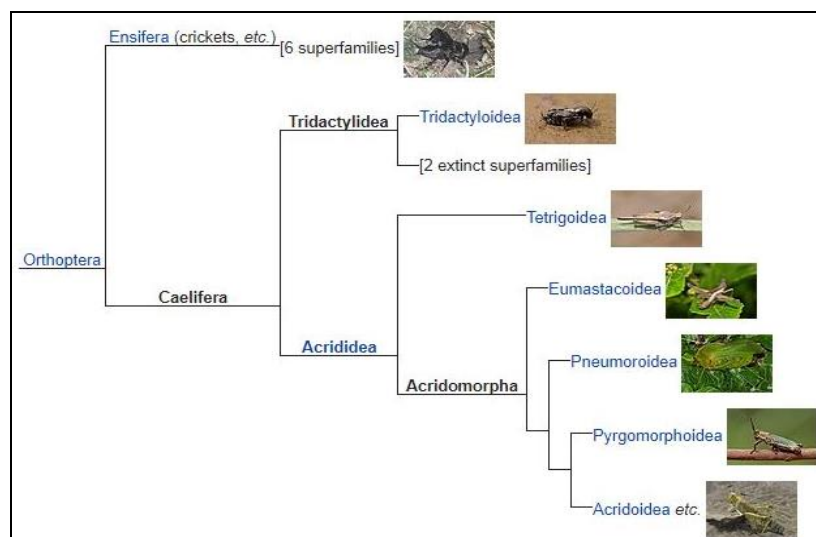 Ensifera (crickets, etc.)
[6 superfamilies]
Tridactylidea
Tridactyloidea
[2 extinct superfamilies]
Orthoptera
Caelifera
Tetrigoidea
Eumastacoidea
Acrididea
Pneumoroidea
Acridomorpha
Pyrgomorphoidea
Acridoidea etc.